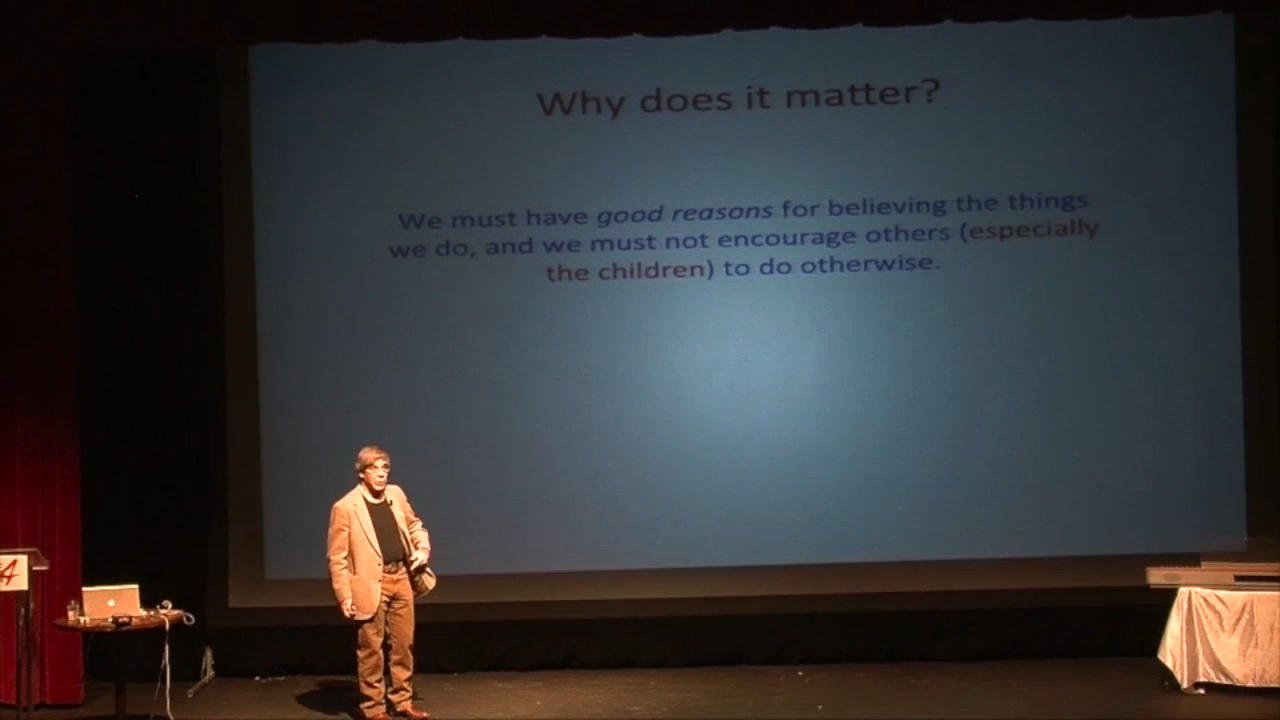 Why does it matter?
We must have good reasons for believing the things
we do, and we must not encourage others (especially
the children) to do otherwise.